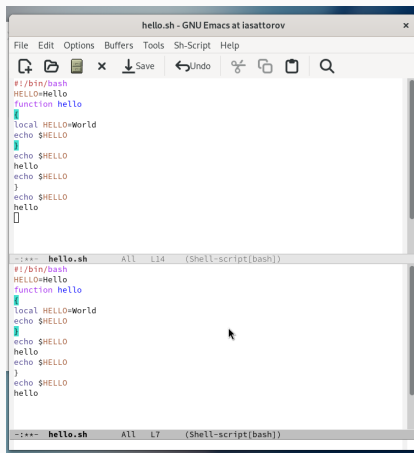 hello.sh - GNU Emacs at iasattorov ×
File Edit Options Buffers Tools Sh-Script Help
Save Undo
#!/bin/bash
HELLO=Hello
function hello
{
local HELLO=World
echo $HELLO
}
echo $HELLO
hello
echo $HELLO
}
echo $HELLO
hello
-:**- hello.sh All L14 (Shell-script[bash])
#!/bin/bash
HELLO=Hello
function hello
{
local HELLO=World
echo $HELLO
}
echo $HELLO
hello
echo $HELLO
}
echo $HELLO
hello
-:**- hello.sh All L7 (Shell-script[bash])